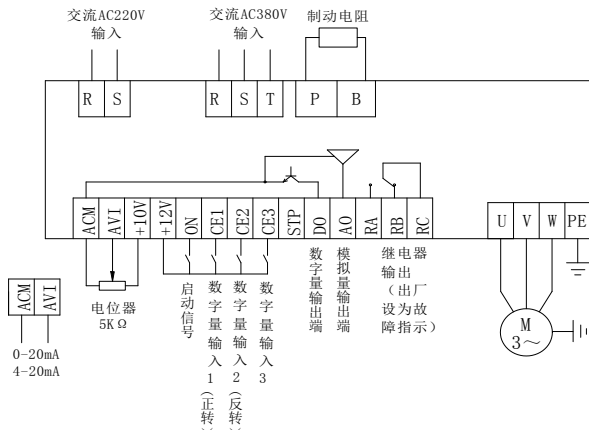 交流AC220V
输入
交流AC380V
输入
制动电阻
R S
R S T
P B
ACM AVI +10V +12V ON CE1 CE2 CE3 STP DO AO RA RB RC
U V W PE
ACM AVI
0-20mA
4-20mA
电位器
5KΩ
启动信号
数字量输入1(正转)
数字量输入2(反转)
数字量输入3
数字量输出端
模拟量输出端
继电器
输出
（出厂
设为故
障指示）
M
3～